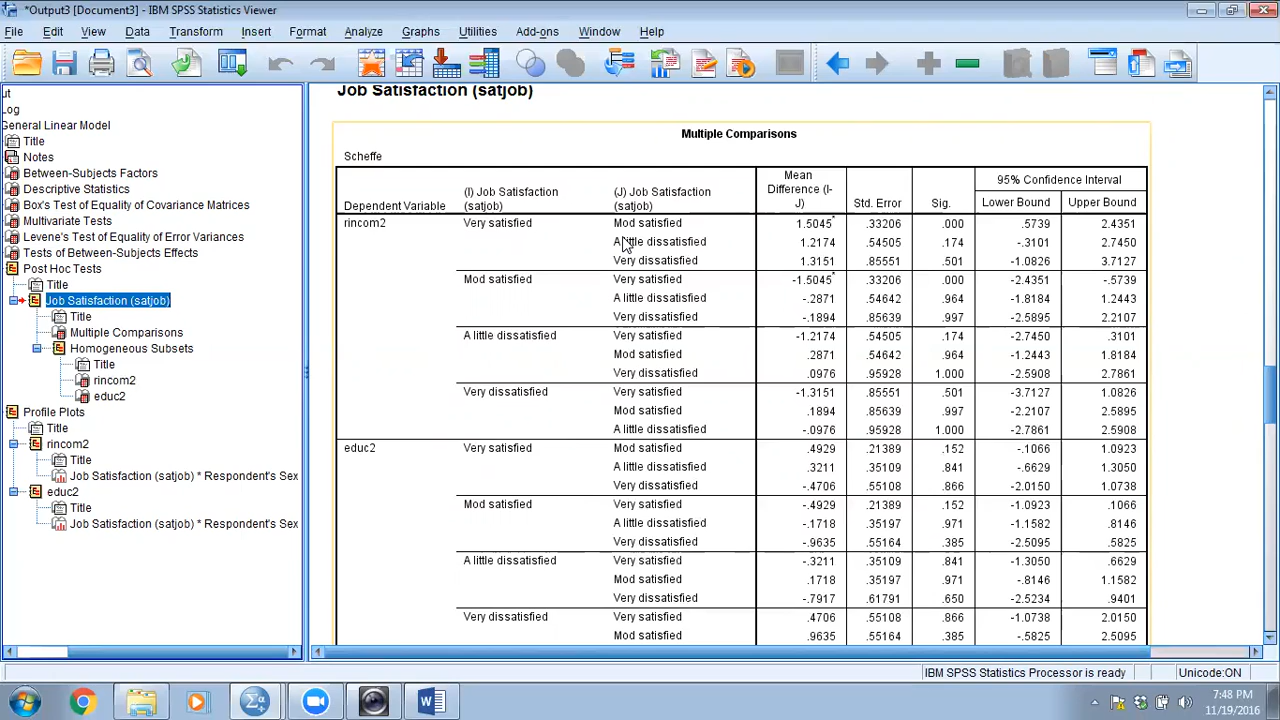 *Output3 [Document3] - IBM SPSS Statistics Viewer
File Edit View Data Transform Insert Format Analyze Graphs Utilities Add-ons Window Help
ut
Log
General Linear Model
Title
Notes
Between-Subjects Factors
Descriptive Statistics
Box's Test of Equality of Covariance Matrices
Multivariate Tests
Levene's Test of Equality of Error Variances
Tests of Between-Subjects Effects
Post Hoc Tests
Title
Job Satisfaction (satjob)
Title
Multiple Comparisons
Homogeneous Subsets
Title
rincom2
educ2
Profile Plots
Title
rincom2
Title
Job Satisfaction (satjob) * Respondent's Sex
educ2
Title
Job Satisfaction (satjob) * Respondent's Sex
Job Satisfaction (satjob)
Multiple Comparisons
Scheffe
Dependent Variable (I) Job Satisfaction (satjob) (J) Job Satisfaction (satjob) Mean Difference (I-J) Std. Error Sig. 95% Confidence Interval Lower Bound Upper Bound
rincom2 Very satisfied Mod satisfied 1.5045* .33206 .000 .5739 2.4351
A little dissatisfied 1.2174 .54505 .174 -.3101 2.7450
Very dissatisfied 1.3151 .85551 .501 -1.0826 3.7127
Mod satisfied Very satisfied -1.5045* .33206 .000 -2.4351 -.5739
A little dissatisfied -.2871 .54642 .964 -1.8184 1.2443
Very dissatisfied -.1894 .85639 .997 -2.5895 2.2107
A little dissatisfied Very satisfied -1.2174 .54505 .174 -2.7450 .3101
Mod satisfied .2871 .54642 .964 -1.2443 1.8184
Very dissatisfied .0976 .95928 1.000 -2.5908 2.7861
Very dissatisfied Very satisfied -1.3151 .85551 .501 -3.7127 1.0826
Mod satisfied .1894 .85639 .997 -2.2107 2.5895
A little dissatisfied -.0976 .95928 1.000 -2.7861 2.5908
educ2 Very satisfied Mod satisfied .4929 .21389 .152 -.1066 1.0923
A little dissatisfied .3211 .35109 .841 -.6629 1.3050
Very dissatisfied -.4706 .55108 .866 -2.0150 1.0738
Mod satisfied Very satisfied -.4929 .21389 .152 -1.0923 .1066
A little dissatisfied -.1718 .35197 .971 -1.1582 .8146
Very dissatisfied -.9635 .55164 .385 -2.5095 .5825
A little dissatisfied Very satisfied -.3211 .35109 .841 -1.3050 .6629
Mod satisfied .1718 .35197 .971 -.8146 1.1582
Very dissatisfied -.7917 .61791 .650 -2.5234 .9401
Very dissatisfied Very satisfied .4706 .55108 .866 -1.0738 2.0150
Mod satisfied .9635 .55164 .385 -.5825 2.5095
IBM SPSS Statistics Processor is ready Unicode:ON
7:48 PM
11/19/2016